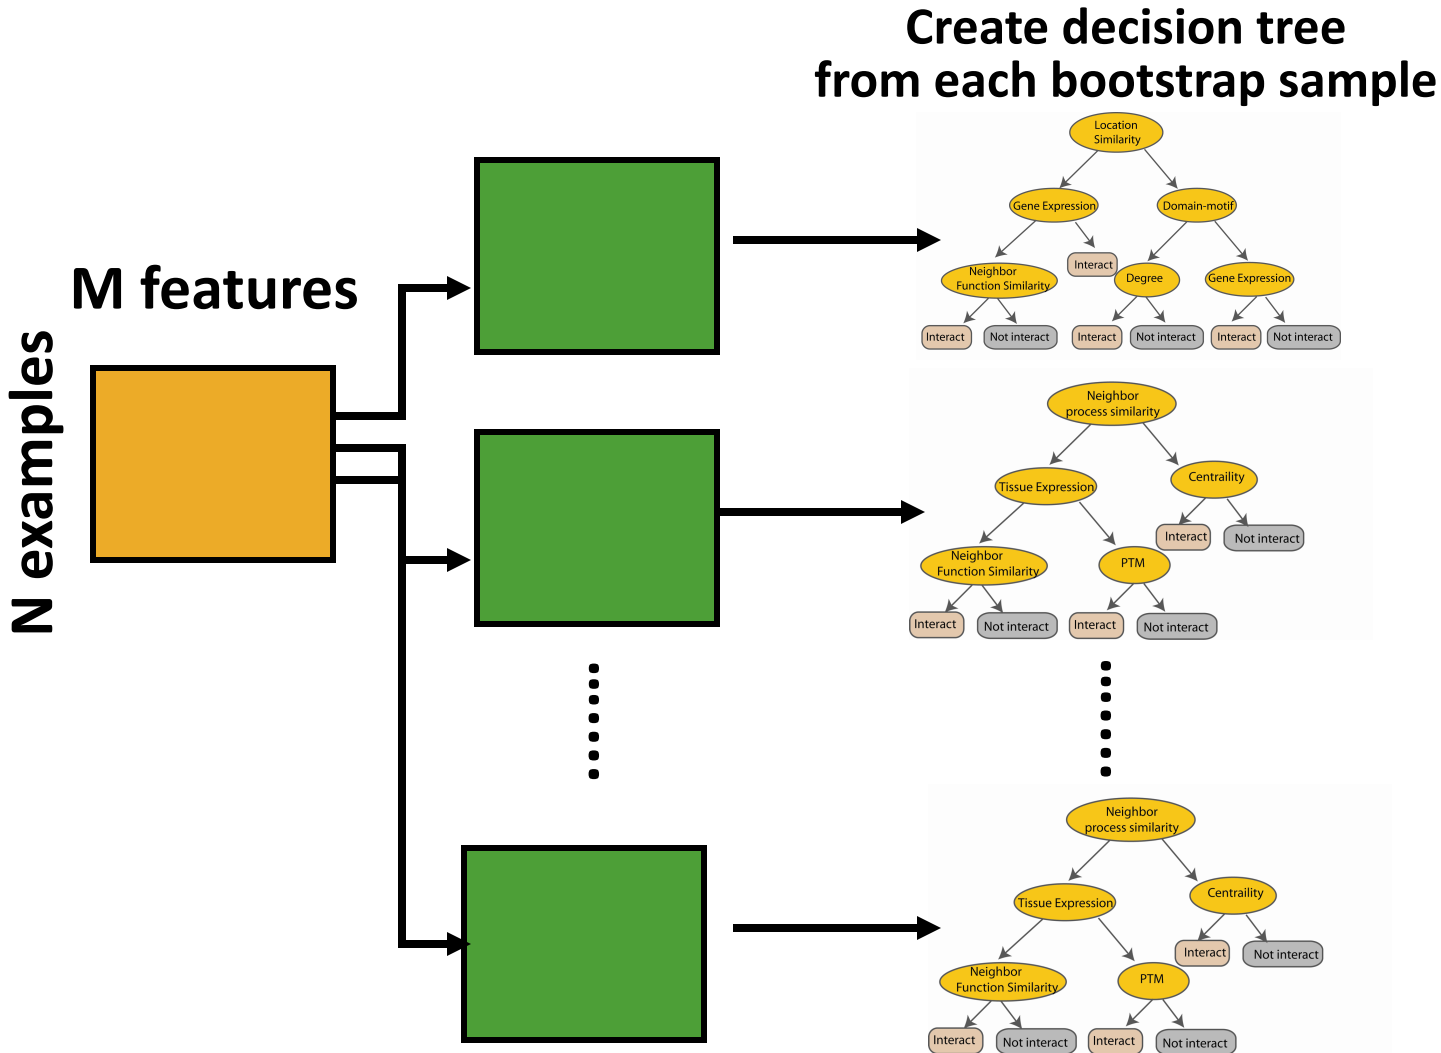 Create decision tree
from each bootstrap sample
M features
N examples
Location
Similarity
Gene Expression
Domain-motif
Neighbor
Function Similarity
Interact
Degree
Gene Expression
Interact
Not interact
Interact
Not interact
Interact
Not interact
Neighbor
process similarity
Tissue Expression
Centraility
Interact
Not interact
Neighbor
Function Similarity
PTM
Interact
Not interact
Interact
Not interact
Neighbor
process similarity
Tissue Expression
Centraility
Interact
Not interact
Neighbor
Function Similarity
PTM
Interact
Not interact
Interact
Not interact